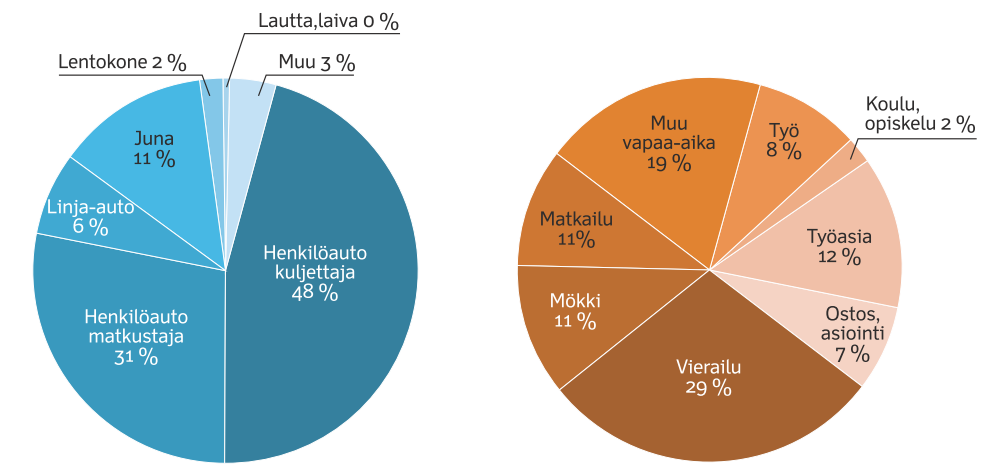 Lautta,laiva 0 %
Lentokone 2 %
Muu 3 %
Juna
11 %
Linja-auto
6 %
Henkilöauto
kuljettaja
48 %
Henkilöauto
matkustaja
31 %
Koulu,
opiskelu 2 %
Muu
vapaa-aika
19 %
Työ
8 %
Matkailu
11%
Työasia
12 %
Mökki
11 %
Ostos,
asiointi
7 %
Vierailu
29 %